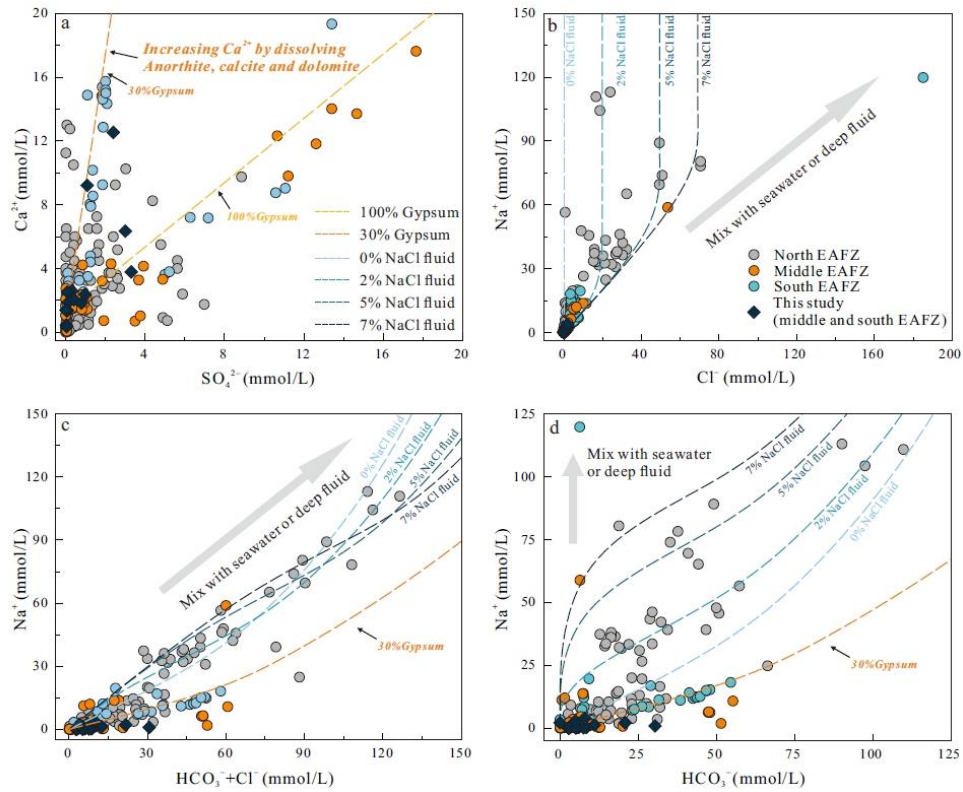 a
Increasing Ca²⁺ by dissolving
Anorthite, calcite and dolomite
30%Gypsum
100%Gypsum
100% Gypsum
30% Gypsum
0% NaCl fluid
2% NaCl fluid
5% NaCl fluid
7% NaCl fluid
20
16
12
8
4
0
Ca²⁺ (mmol/L)
0 4 8 12 16 20
SO₄²⁻ (mmol/L)
b
0% NaCl fluid
2% NaCl fluid
5% NaCl fluid
7% NaCl fluid
Mix with seawater or deep fluid
North EAFZ
Middle EAFZ
South EAFZ
This study
(middle and south EAFZ)
150
120
90
60
30
0
Na⁺ (mmol/L)
0 40 80 120 160 200
Cl⁻ (mmol/L)
c
Mix with seawater or deep fluid
0% NaCl fluid
2% NaCl fluid
5% NaCl fluid
7% NaCl fluid
30%Gypsum
150
120
90
60
30
0
Na⁺ (mmol/L)
0 30 60 90 120 150
HCO₃⁻+Cl⁻ (mmol/L)
d
Mix with seawater
or deep fluid
7% NaCl fluid
5% NaCl fluid
2% NaCl fluid
0% NaCl fluid
30%Gypsum
125
100
75
50
25
0
Na⁺ (mmol/L)
0 25 50 75 100 125
HCO₃⁻ (mmol/L)